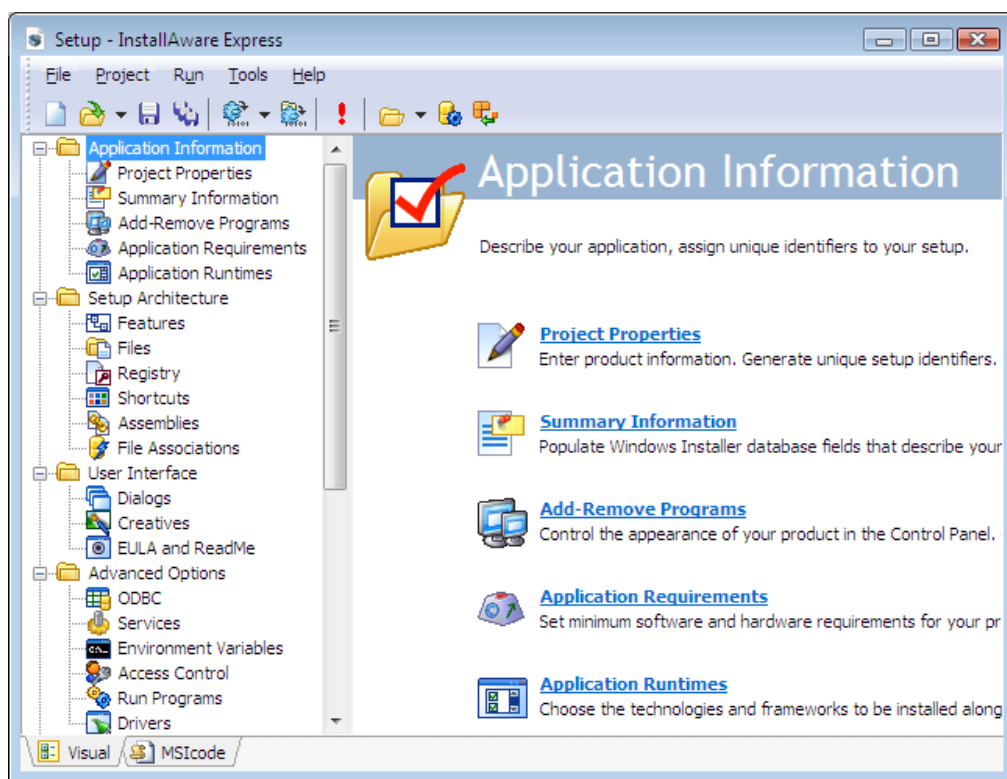 Setup - InstallAware Express
File Project Run Tools Help
Application Information
Project Properties
Summary Information
Add-Remove Programs
Application Requirements
Application Runtimes
Setup Architecture
Features
Files
Registry
Shortcuts
Assemblies
File Associations
User Interface
Dialogs
Creatives
EULA and ReadMe
Advanced Options
ODBC
Services
Environment Variables
Access Control
Run Programs
Drivers
Application Information
Describe your application, assign unique identifiers to your setup.
Project Properties
Enter product information. Generate unique setup identifiers.
Summary Information
Populate Windows Installer database fields that describe your
Add-Remove Programs
Control the appearance of your product in the Control Panel.
Application Requirements
Set minimum software and hardware requirements for your pr
Application Runtimes
Choose the technologies and frameworks to be installed along
Visual MSIcode